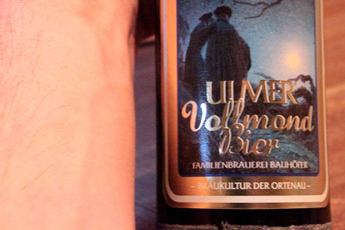 ULMER
Vollmond
Bier
FAMILIENBRAUEREI BAUHÖFER
– BRAUKULTUR DER ORTENAU –